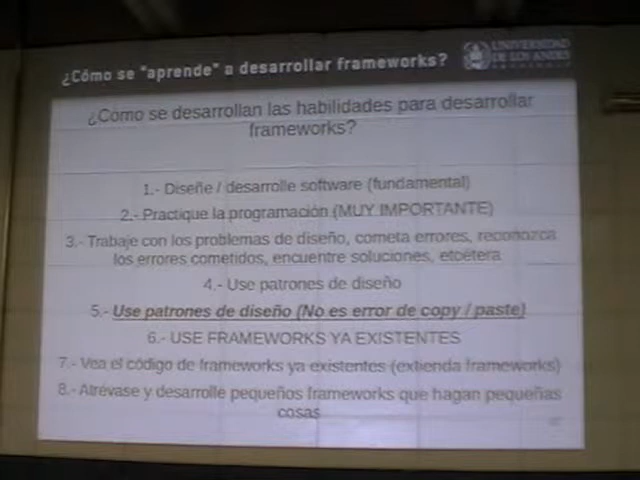 ¿Cómo se "aprende" a desarrollar frameworks?
UNIVERSIDAD
DE LOS ANDES
¿Cómo se desarrollan las habilidades para desarrollar
frameworks?
1.- Diseñe / desarrolle software (fundamental)
2.- Practique la programación (MUY IMPORTANTE)
3.- Trabaje con los problemas de diseño, cometa errores, reconozca
los errores cometidos, encuentre soluciones, etcétera
4.- Use patrones de diseño
5.- Use patrones de diseño (No es error de copy / paste)
6.- USE FRAMEWORKS YA EXISTENTES
7.- Vea el código de frameworks ya existentes (extienda frameworks)
8.- Atrévase y desarrolle pequeños frameworks que hagan pequeñas
cosas